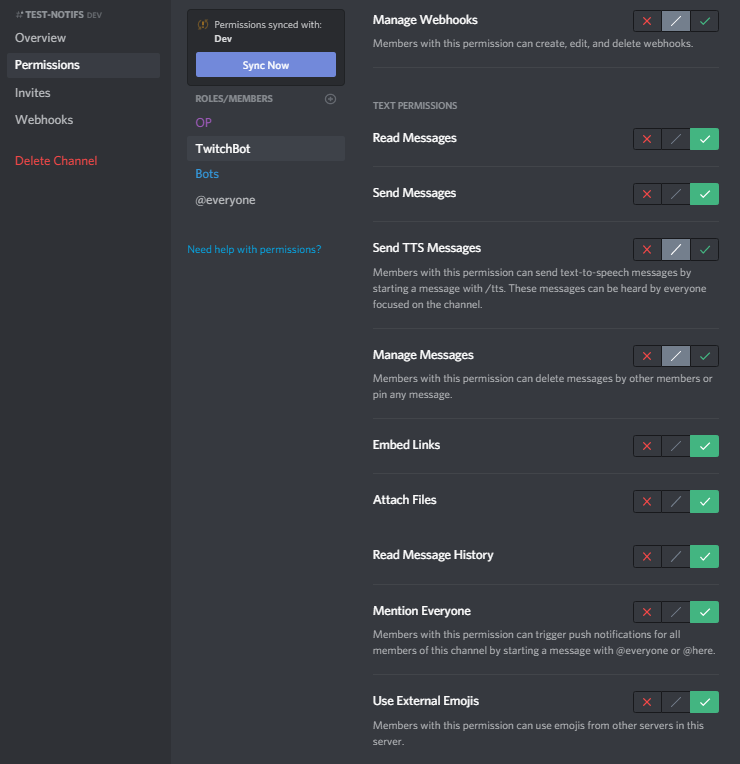 # TEST-NOTIFS DEV
Overview
Permissions
Invites
Webhooks
Delete Channel
Permissions synced with:
Dev
Sync Now
ROLES/MEMBERS
OP
TwitchBot
Bots
@everyone
Need help with permissions?
Manage Webhooks
Members with this permission can create, edit, and delete webhooks.
TEXT PERMISSIONS
Read Messages
Send Messages
Send TTS Messages
Members with this permission can send text-to-speech messages by
starting a message with /tts. These messages can be heard by everyone
focused on the channel.
Manage Messages
Members with this permission can delete messages by other members or
pin any message.
Embed Links
Attach Files
Read Message History
Mention Everyone
Members with this permission can trigger push notifications for all
members of this channel by starting a message with @everyone or @here.
Use External Emojis
Members with this permission can use emojis from other servers in this
server.